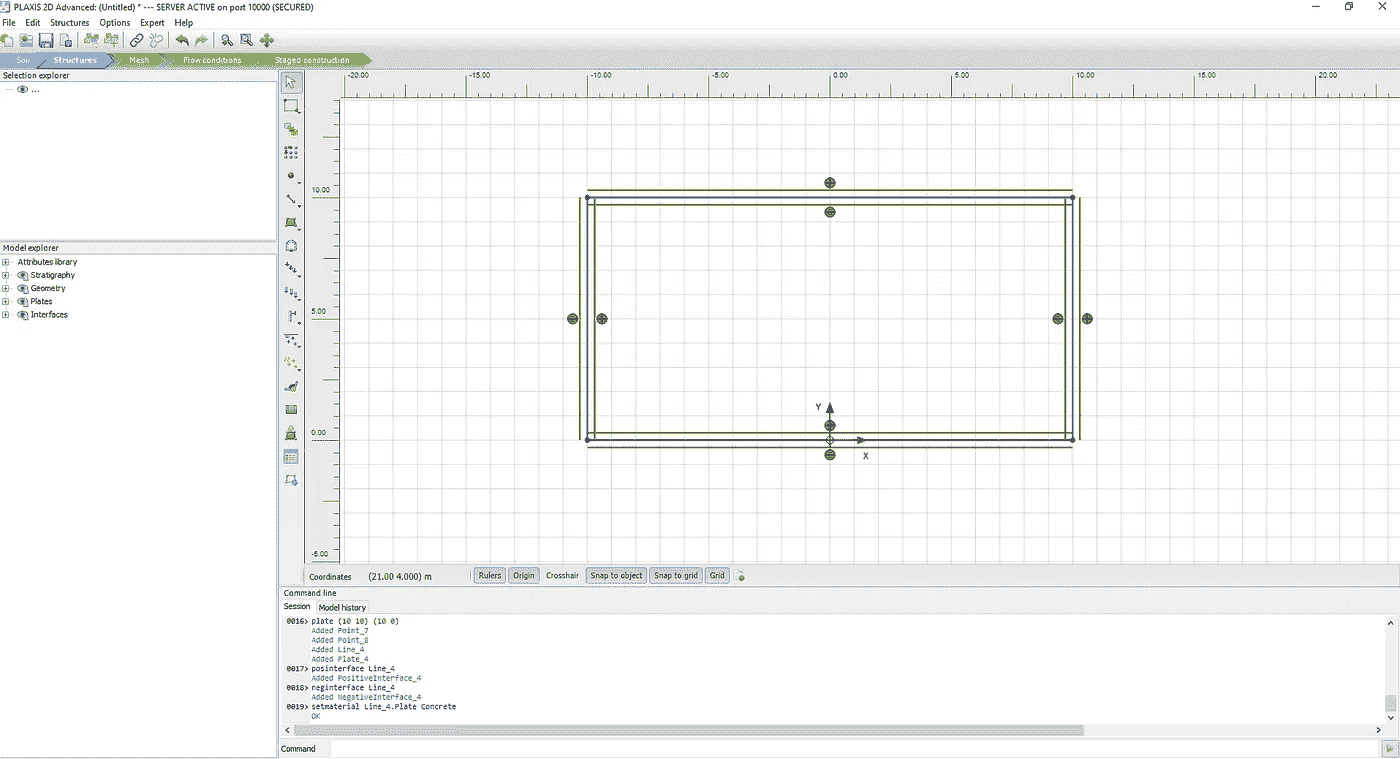 PLAXIS 2D Advanced: (Untitled) * --- SERVER ACTIVE on port 10000 (SECURED)
File Edit Structures Options Expert Help
Soil Structures Mesh Flow conditions Staged construction
Selection explorer
...
Model explorer
Attributes library
Stratigraphy
Geometry
Plates
Interfaces
-20.00 -15.00 -10.00 -5.00 0.00 5.00 10.00 15.00 20.00
10.00
5.00
0.00
-5.00
Y
X
Coordinates (21.00 4.000) m Rulers Origin Crosshair Snap to object Snap to grid Grid
Command line
Session Model history
0016> plate (10 10) (10 0)
Added Point_7
Added Point_8
Added Line_4
Added Plate_4
0017> posinterface Line_4
Added PositiveInterface_4
0018> neginterface Line_4
Added NegativeInterface_4
0019> setmaterial Line_4.Plate Concrete
OK
Command